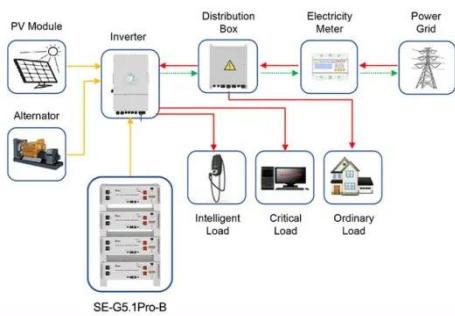 PV Module
Inverter
Distribution
Box
Electricity
Meter
Power
Grid
Alternator
Intelligent
Load
Critical
Load
Ordinary
Load
SE-G5.1Pro-B